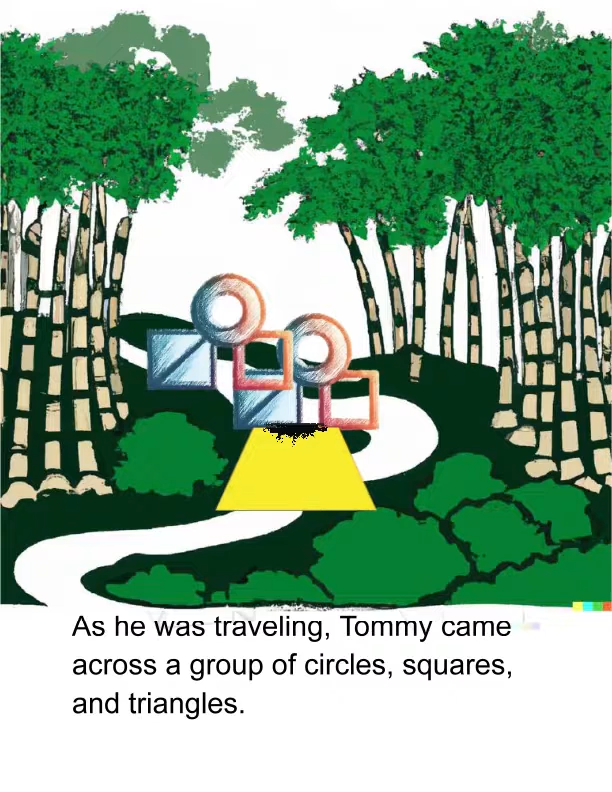 As he was traveling, Tommy came
across a group of circles, squares,
and triangles.